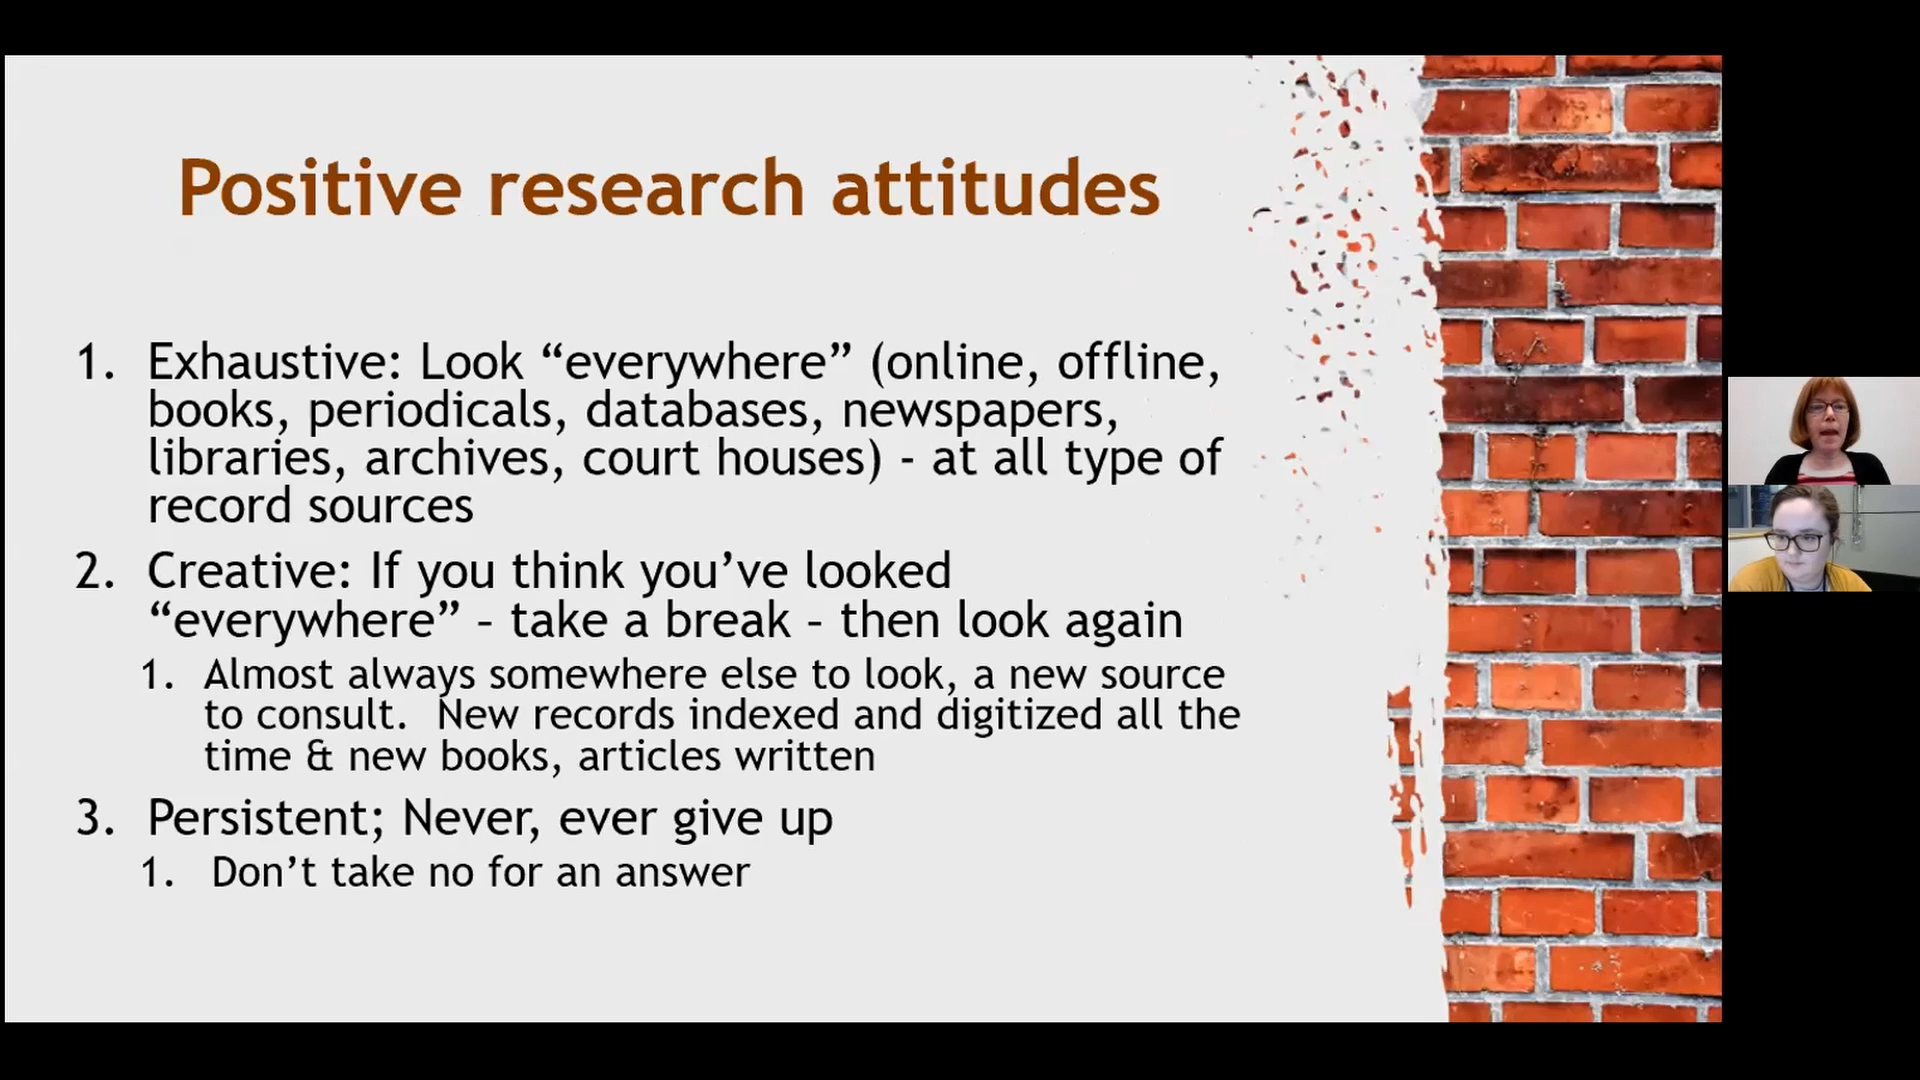 Positive research attitudes
1. Exhaustive: Look “everywhere” (online, offline,
books, periodicals, databases, newspapers,
libraries, archives, court houses) - at all type of
record sources
2. Creative: If you think you’ve looked
“everywhere” – take a break – then look again
1. Almost always somewhere else to look, a new source
to consult.  New records indexed and digitized all the
time & new books, articles written
3. Persistent; Never, ever give up
1. Don’t take no for an answer